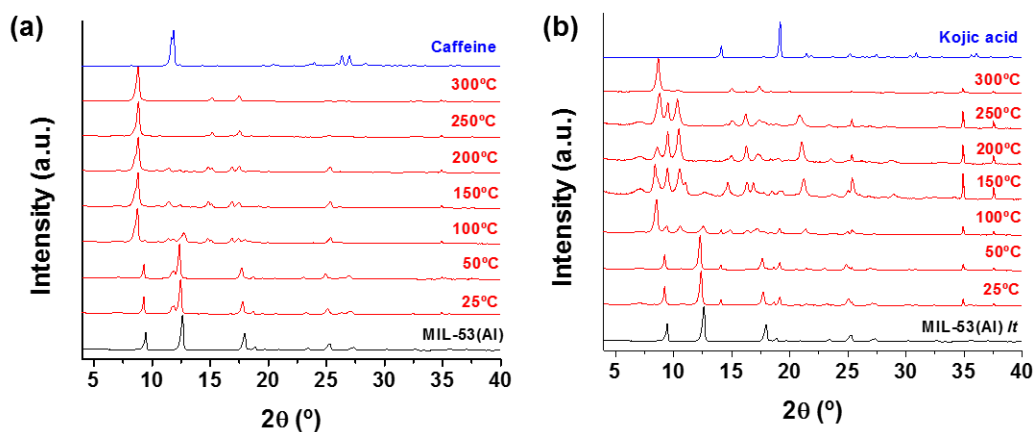 (a)
Caffeine
300ºC
250ºC
200ºC
150ºC
100ºC
50ºC
25ºC
MIL-53(Al)
Intensity (a.u.)
5 10 15 20 25 30 35 40
2θ (º)
(b)
Kojic acid
300ºC
250ºC
200ºC
150ºC
100ºC
50ºC
25ºC
MIL-53(Al) lt
Intensity (a.u.)
5 10 15 20 25 30 35 40
2θ (º)